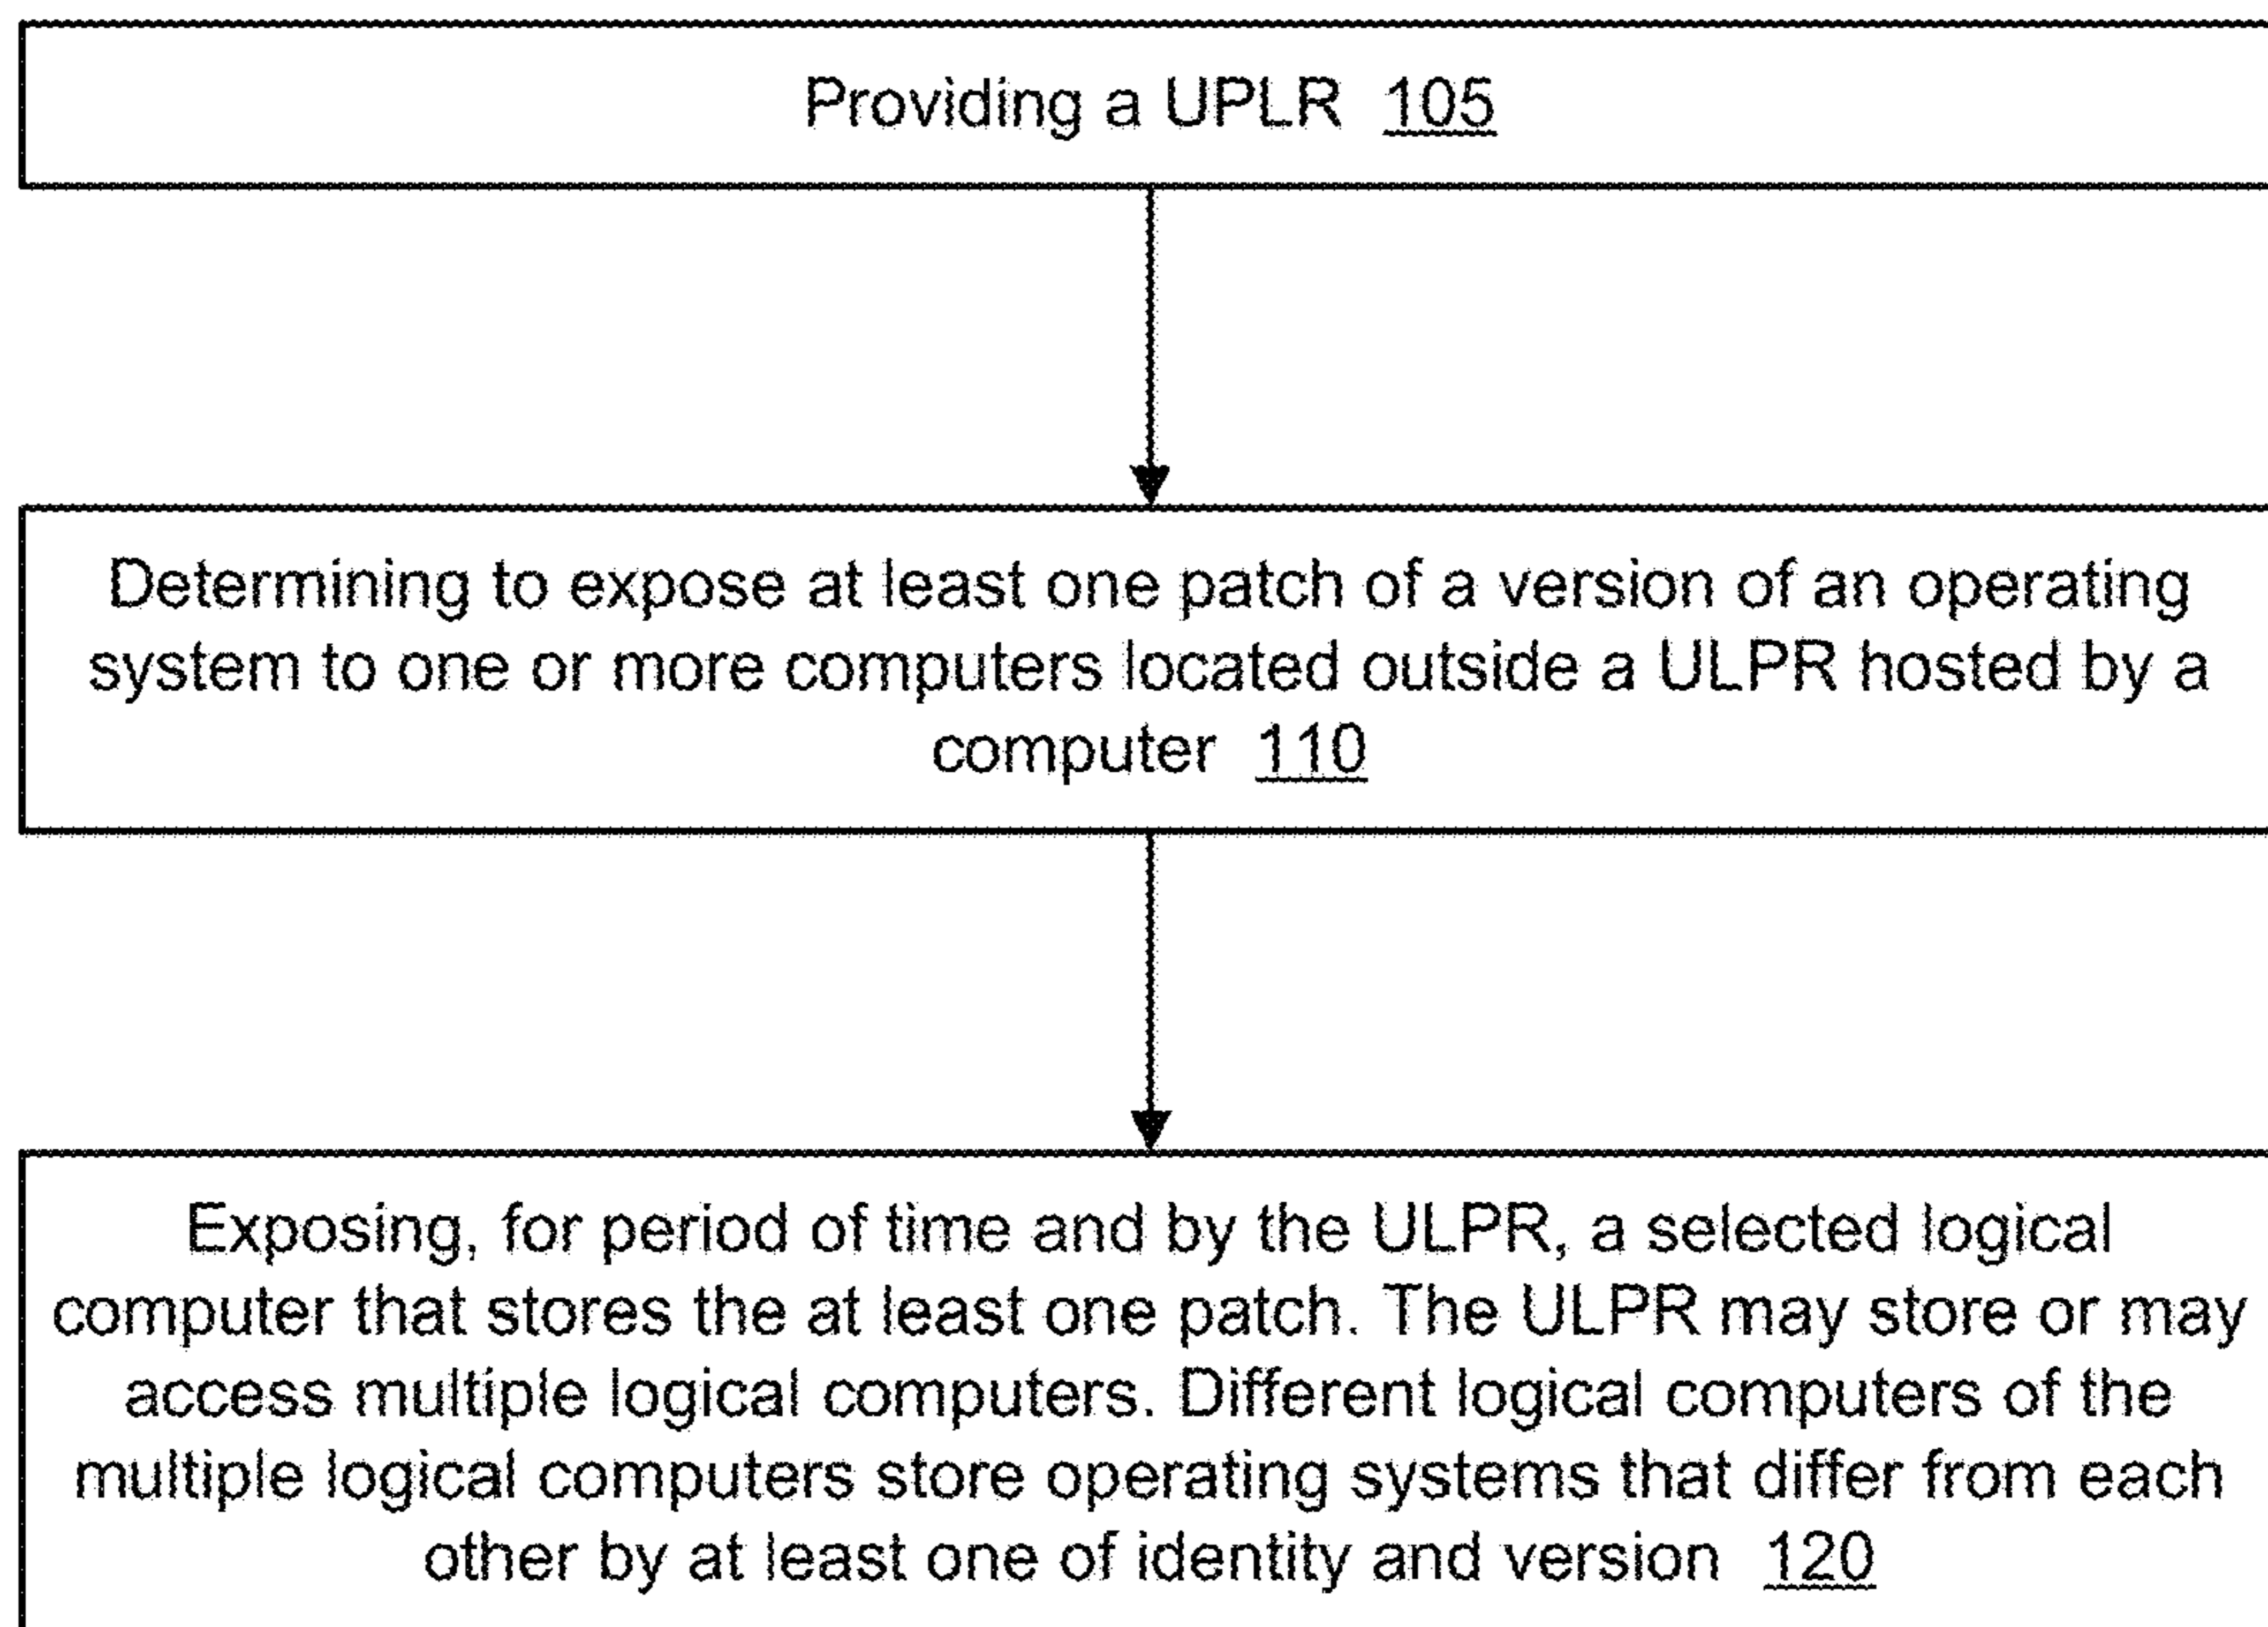 Providing a UPLR 105
Determining to expose at least one patch of a version of an operating
system to one or more computers located outside a ULPR hosted by a
computer 110
Exposing, for period of time and by the ULPR, a selected logical
computer that stores the at least one patch. The ULPR may store or may
access multiple logical computers. Different logical computers of the
multiple logical computers store operating systems that differ from each
other by at least one of identity and version 120